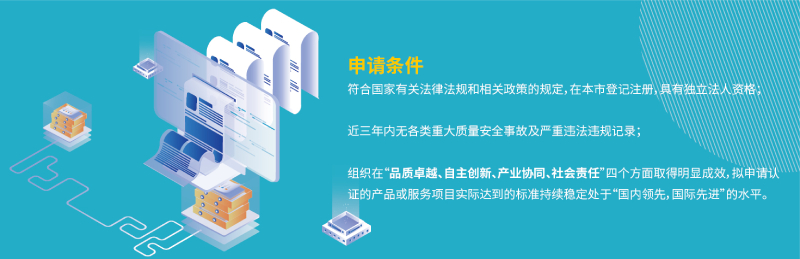 申请条件
符合国家有关法律法规和相关政策的规定，在本市登记注册，具有独立法人资格；
近三年内无各类重大质量安全事故及严重违法违规记录；
组织在“品质卓越、自主创新、产业协同、社会责任”四个方面取得明显成效，拟申请认
证的产品或服务项目实际达到的标准持续稳定处于“国内领先，国际先进”的水平。